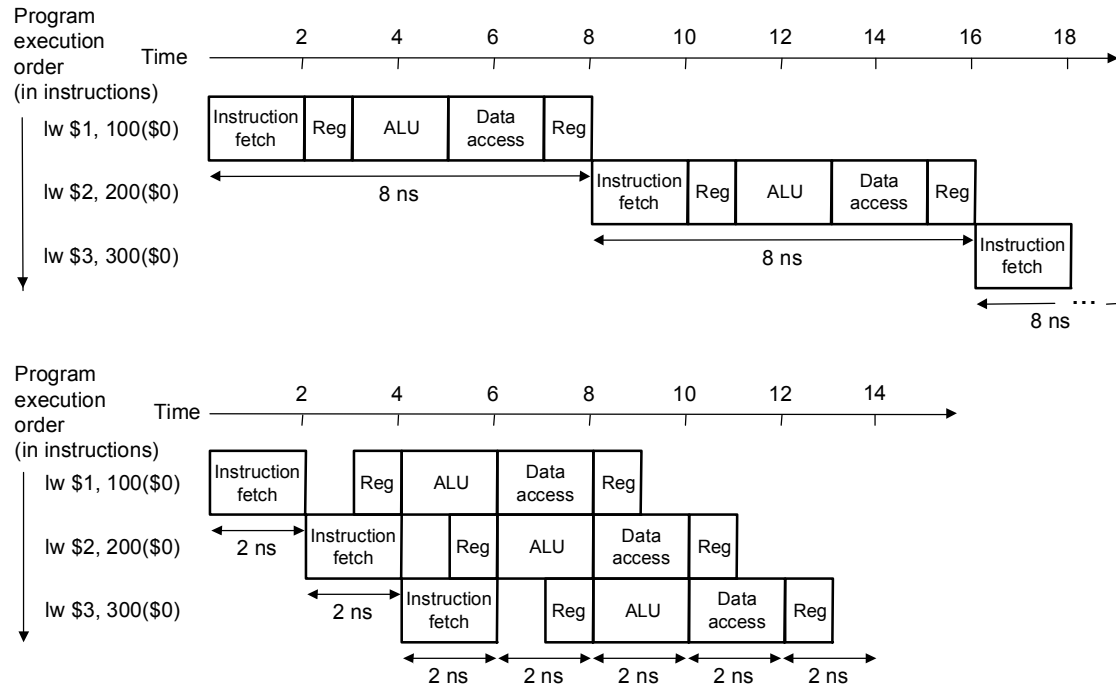 Program
execution
order
(in instructions)
Time
2 4 6 8 10 12 14 16 18
lw $1, 100($0)
Instruction
fetch
Reg
ALU
Data
access
Reg
8 ns
lw $2, 200($0)
Instruction
fetch
Reg
ALU
Data
access
Reg
8 ns
lw $3, 300($0)
Instruction
fetch
...
8 ns
Program
execution
order
(in instructions)
Time
2 4 6 8 10 12 14
lw $1, 100($0)
Instruction
fetch
Reg
ALU
Data
access
Reg
2 ns
lw $2, 200($0)
Instruction
fetch
Reg
ALU
Data
access
Reg
2 ns
lw $3, 300($0)
Instruction
fetch
Reg
ALU
Data
access
Reg
2 ns 2 ns 2 ns 2 ns 2 ns